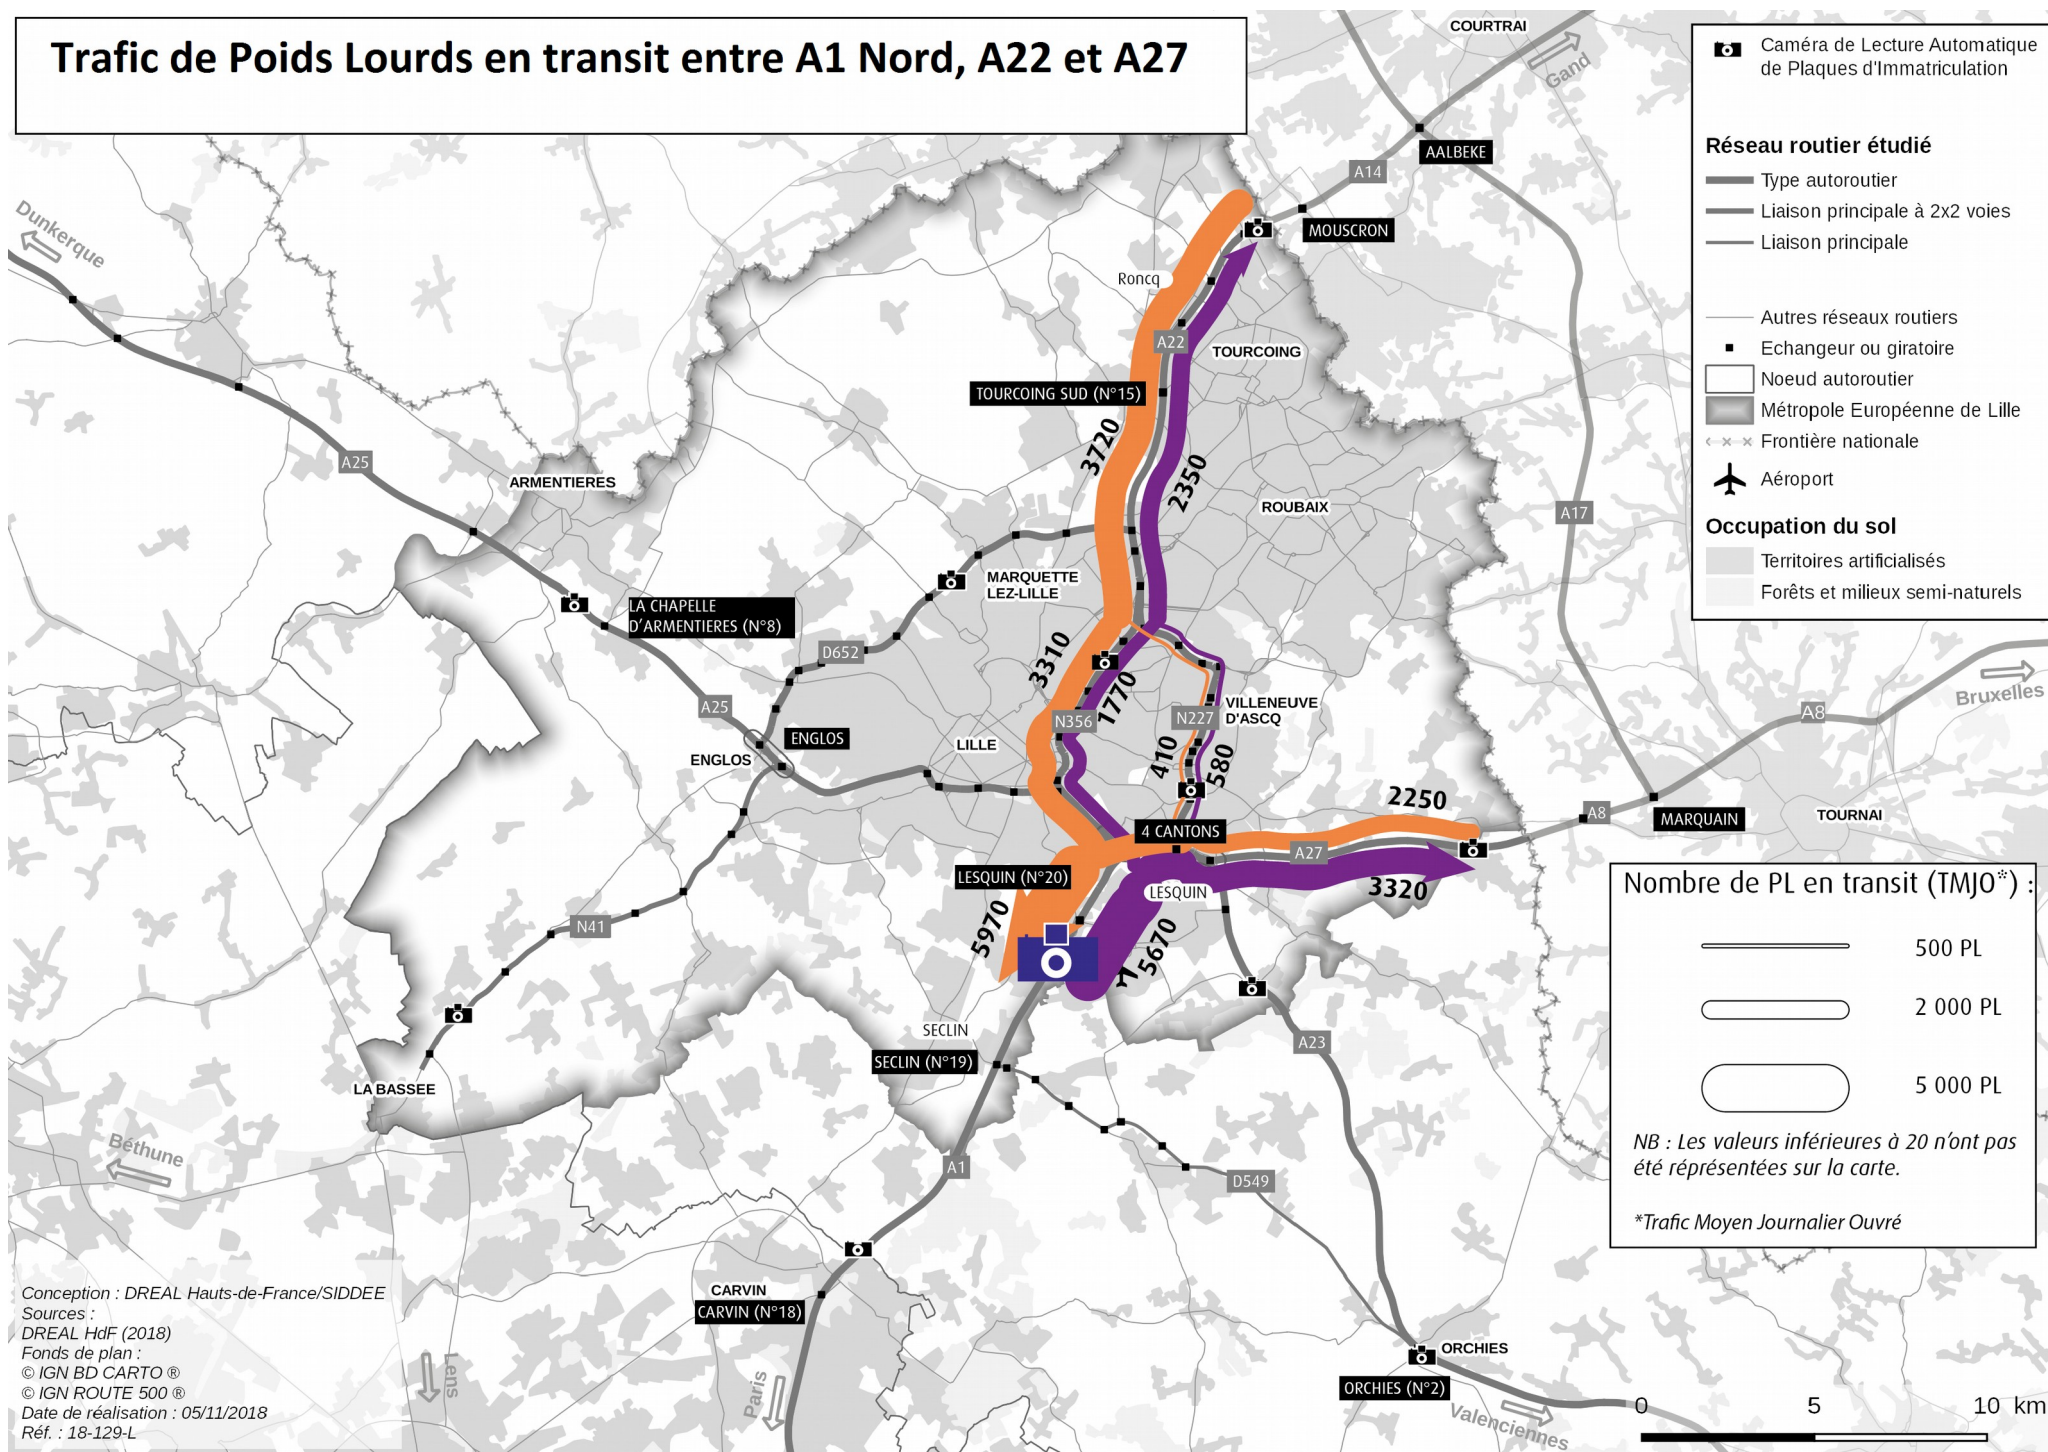 Trafic de Poids Lourds en transit entre A1 Nord, A22 et A27
Caméra de Lecture Automatique
de Plaques d'Immatriculation
Réseau routier étudié
Type autoroutier
Liaison principale à 2x2 voies
Liaison principale
Autres réseaux routiers
Echangeur ou giratoire
Noeud autoroutier
Métropole Européenne de Lille
Frontière nationale
Aéroport
Occupation du sol
Territoires artificialisés
Forêts et milieux semi-naturels
COURTRAI
Gand
AALBEKE
A14
MOUSCRON
Dunkerque
Roncq
A22
TOURCOING
TOURCOING SUD (N°15)
3720
2350
A25
ARMENTIERES
ROUBAIX
A17
MARQUETTE
LEZ-LILLE
LA CHAPELLE
D'ARMENTIERES (N°8)
D652
3310
1770
A25
N356
N227
VILLENEUVE
D'ASCQ
Bruxelles
A8
ENGLOS
ENGLOS
LILLE
410
580
2250
A8
MARQUAIN
TOURNAI
4 CANTONS
A27
LESQUIN (N°20)
LESQUIN
3320
N41
5970
5670
SECLIN
SECLIN (N°19)
A23
LA BASSEE
Béthune
A1
D549
CARVIN
CARVIN (N°18)
Lens
Paris
ORCHIES
ORCHIES (N°2)
Valenciennes
Nombre de PL en transit (TMJO*) :
500 PL
2 000 PL
5 000 PL
NB : Les valeurs inférieures à 20 n'ont pas
été réprésentées sur la carte.
*Trafic Moyen Journalier Ouvré
Conception : DREAL Hauts-de-France/SIDDEE
Sources :
DREAL HdF (2018)
Fonds de plan :
© IGN BD CARTO ®
© IGN ROUTE 500 ®
Date de réalisation : 05/11/2018
Réf. : 18-129-L
0 5 10 km